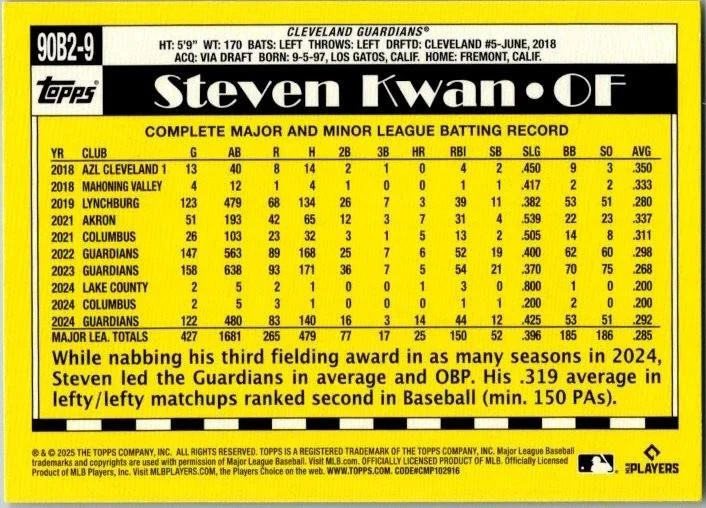 90B2-9
CLEVELAND GUARDIANS®
HT: 5'9" WT: 170 BATS: LEFT THROWS: LEFT DRFTD: CLEVELAND #5-JUNE, 2018
ACQ: VIA DRAFT BORN: 9-5-97, LOS GATOS, CALIF. HOME: FREMONT, CALIF.
Topps®
Steven Kwan • OF
COMPLETE MAJOR AND MINOR LEAGUE BATTING RECORD
YR CLUB G AB R H 2B 3B HR RBI SB SLG BB SO AVG
2018 AZL CLEVELAND 1 13 40 8 14 2 1 0 4 2 .450 9 3 .350
2018 MAHONING VALLEY 4 12 1 4 1 0 0 1 1 .417 2 2 .333
2019 LYNCHBURG 123 479 68 134 26 7 3 39 11 .382 53 51 .280
2021 AKRON 51 193 42 65 12 3 7 31 4 .539 22 23 .337
2021 COLUMBUS 26 103 23 32 3 1 5 13 2 .505 14 8 .311
2022 GUARDIANS 147 563 89 168 25 7 6 52 19 .400 62 60 .298
2023 GUARDIANS 158 638 93 171 36 7 5 54 21 .370 70 75 .268
2024 LAKE COUNTY 2 5 2 1 0 0 1 3 0 .800 1 0 .200
2024 COLUMBUS 2 5 3 1 0 0 0 1 1 .200 2 0 .200
2024 GUARDIANS 122 480 83 140 16 3 14 44 12 .425 53 51 .292
MAJOR LEA. TOTALS 427 1681 265 479 77 17 25 150 52 .396 185 186 .285
While nabbing his third fielding award in as many seasons in 2024,
Steven led the Guardians in average and OBP. His .319 average in
lefty/lefty matchups ranked second in Baseball (min. 150 PAs).
® & © 2025 THE TOPPS COMPANY, INC. ALL RIGHTS RESERVED. TOPPS IS A REGISTERED TRADEMARK OF THE TOPPS COMPANY, INC. Major League Baseball
trademarks and copyrights are used with permission of Major League Baseball. Visit MLB.com. OFFICIALLY LICENSED PRODUCT OF MLB. Officially Licensed
Product of MLB Players, Inc. Visit MLBPLAYERS.COM, the Players Choice on the web. WWW.TOPPS.COM. CODE#CMP102916
MLB PLAYERS